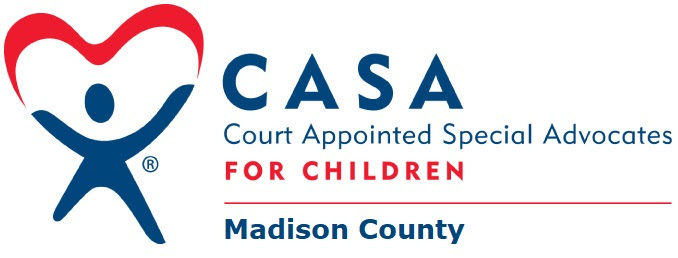 CASA
Court Appointed Special Advocates
®
FOR CHILDREN
Madison County